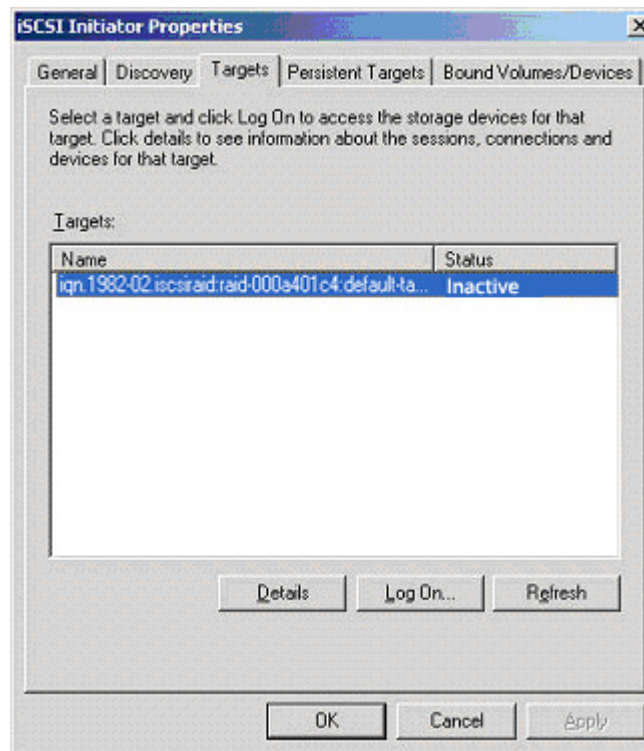 iSCSI Initiator Properties
General Discovery Targets Persistent Targets Bound Volumes/Devices
Select a target and click Log On to access the storage devices for that
target. Click details to see information about the sessions, connections and
devices for that target.
Targets:
Name Status
iqn.1982-02.iscsiraid:raid-000a401c4:default-ta... Inactive
Details Log On... Refresh
OK Cancel Apply